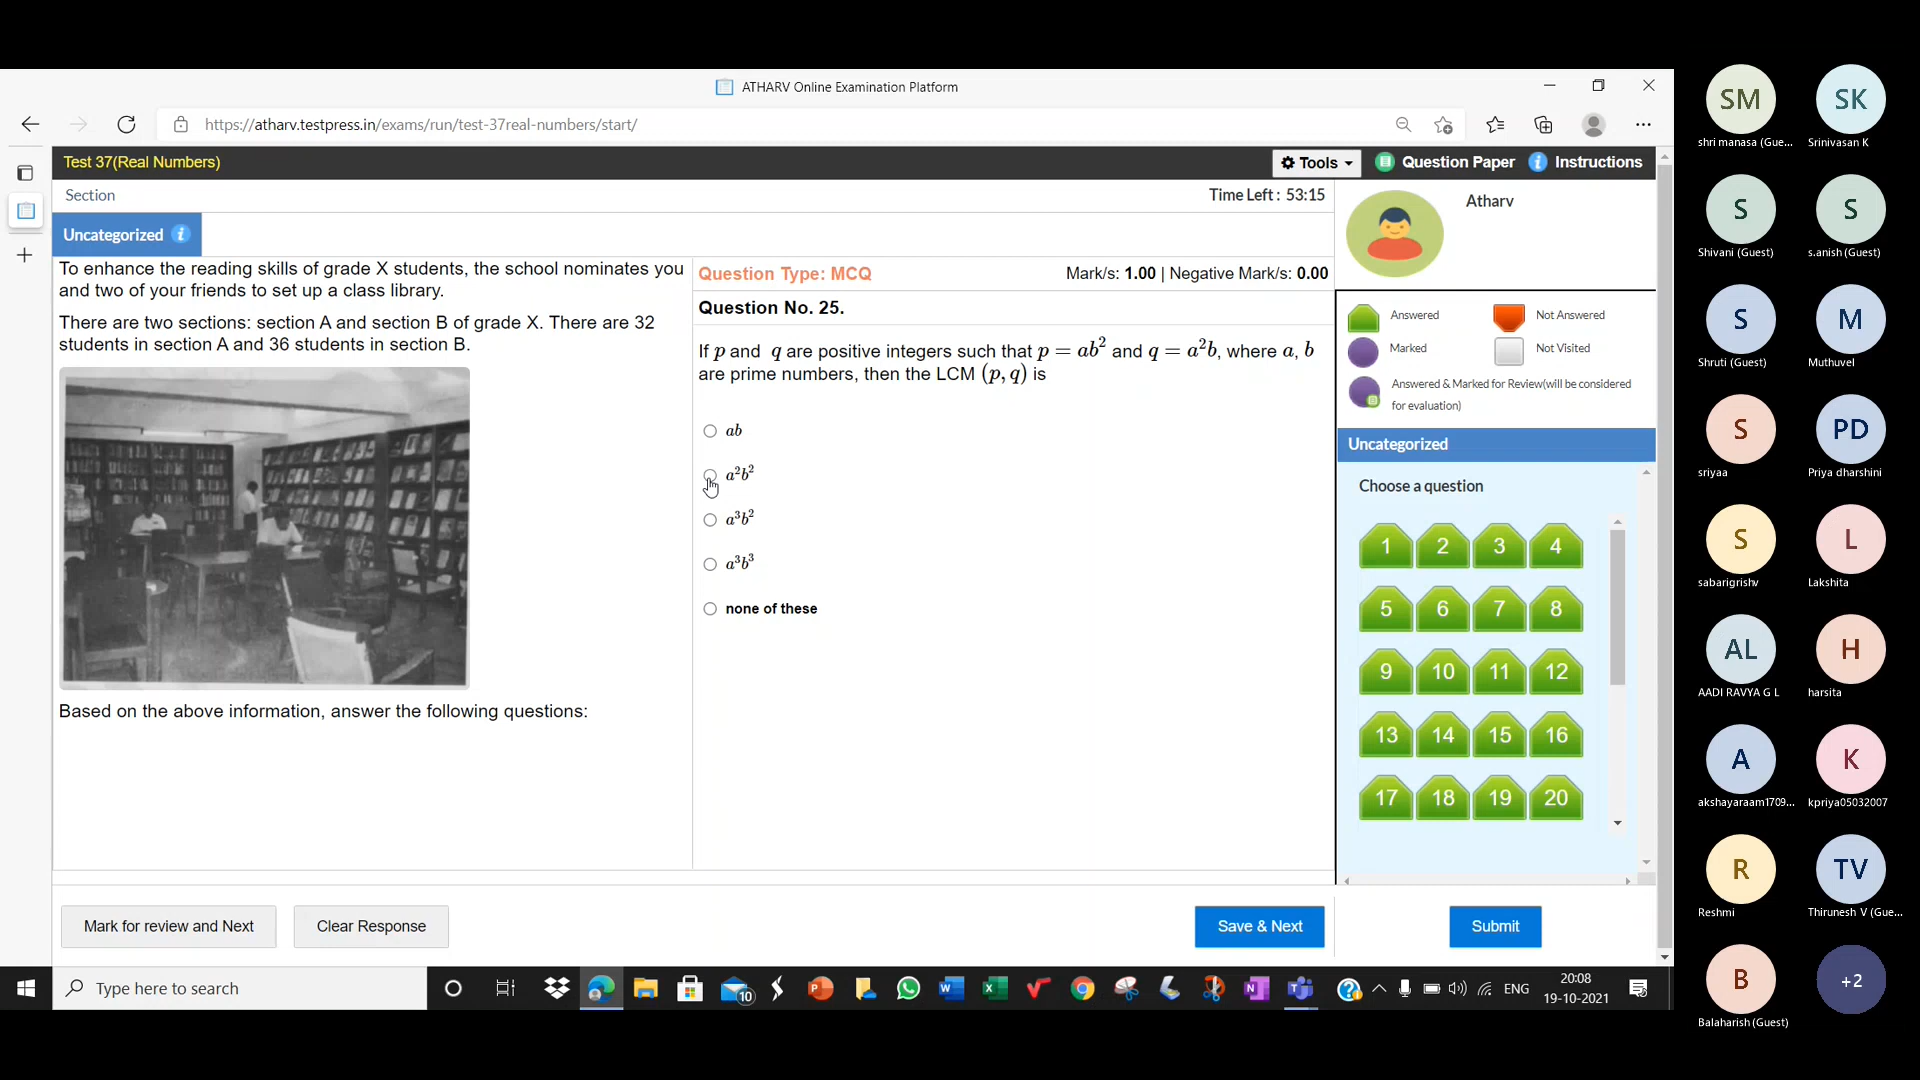 ATHARV Online Examination Platform
https://atharv.testpress.in/exams/run/test-37real-numbers/start/
Test 37(Real Numbers)
Tools
Question Paper
Instructions
Section
Time Left : 53:15
Atharv
Uncategorized
To enhance the reading skills of grade X students, the school nominates you
and two of your friends to set up a class library.
There are two sections: section A and section B of grade X. There are 32
students in section A and 36 students in section B.
Based on the above information, answer the following questions:
Question Type: MCQ
Mark/s: 1.00 | Negative Mark/s: 0.00
Question No. 25.
If p and q are positive integers such that p = ab² and q = a²b, where a, b
are prime numbers, then the LCM (p, q) is
ab
a²b²
a³b²
a³b³
none of these
Answered
Not Answered
Marked
Not Visited
Answered & Marked for Review(will be considered
for evaluation)
Uncategorized
Choose a question
1 2 3 4
5 6 7 8
9 10 11 12
13 14 15 16
17 18 19 20
Mark for review and Next
Clear Response
Save & Next
Submit
Type here to search
10
ENG
20:08
19-10-2021
SM
shri manasa (Gue...
SK
Srinivasan K
S
Shivani (Guest)
S
s.anish (Guest)
S
Shruti (Guest)
M
Muthuvel
S
sriyaa
PD
Priya dharshini
S
sabarigrishv
L
Lakshita
AL
AADI RAVYA G L
H
harsita
A
akshayaraam1709...
K
kpriya05032007
R
Reshmi
TV
Thirunesh V (Gue...
B
Balaharish (Guest)
+2